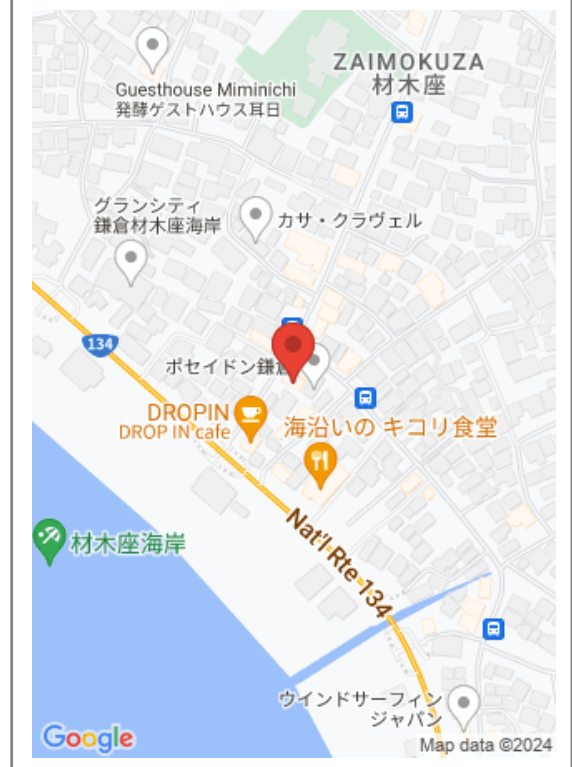 ZAIMOKUZA
材木座
Guesthouse Miminichi
発酵ゲストハウス耳日
グランシティ
鎌倉材木座海岸
カサ・クラヴェル
134
ポセイドン鎌倉
DROPIN
DROP IN cafe
海沿いの キコリ食堂
Nat'l Rte 134
材木座海岸
ウインドサーフィン
ジャパン
Google
Map data ©2024